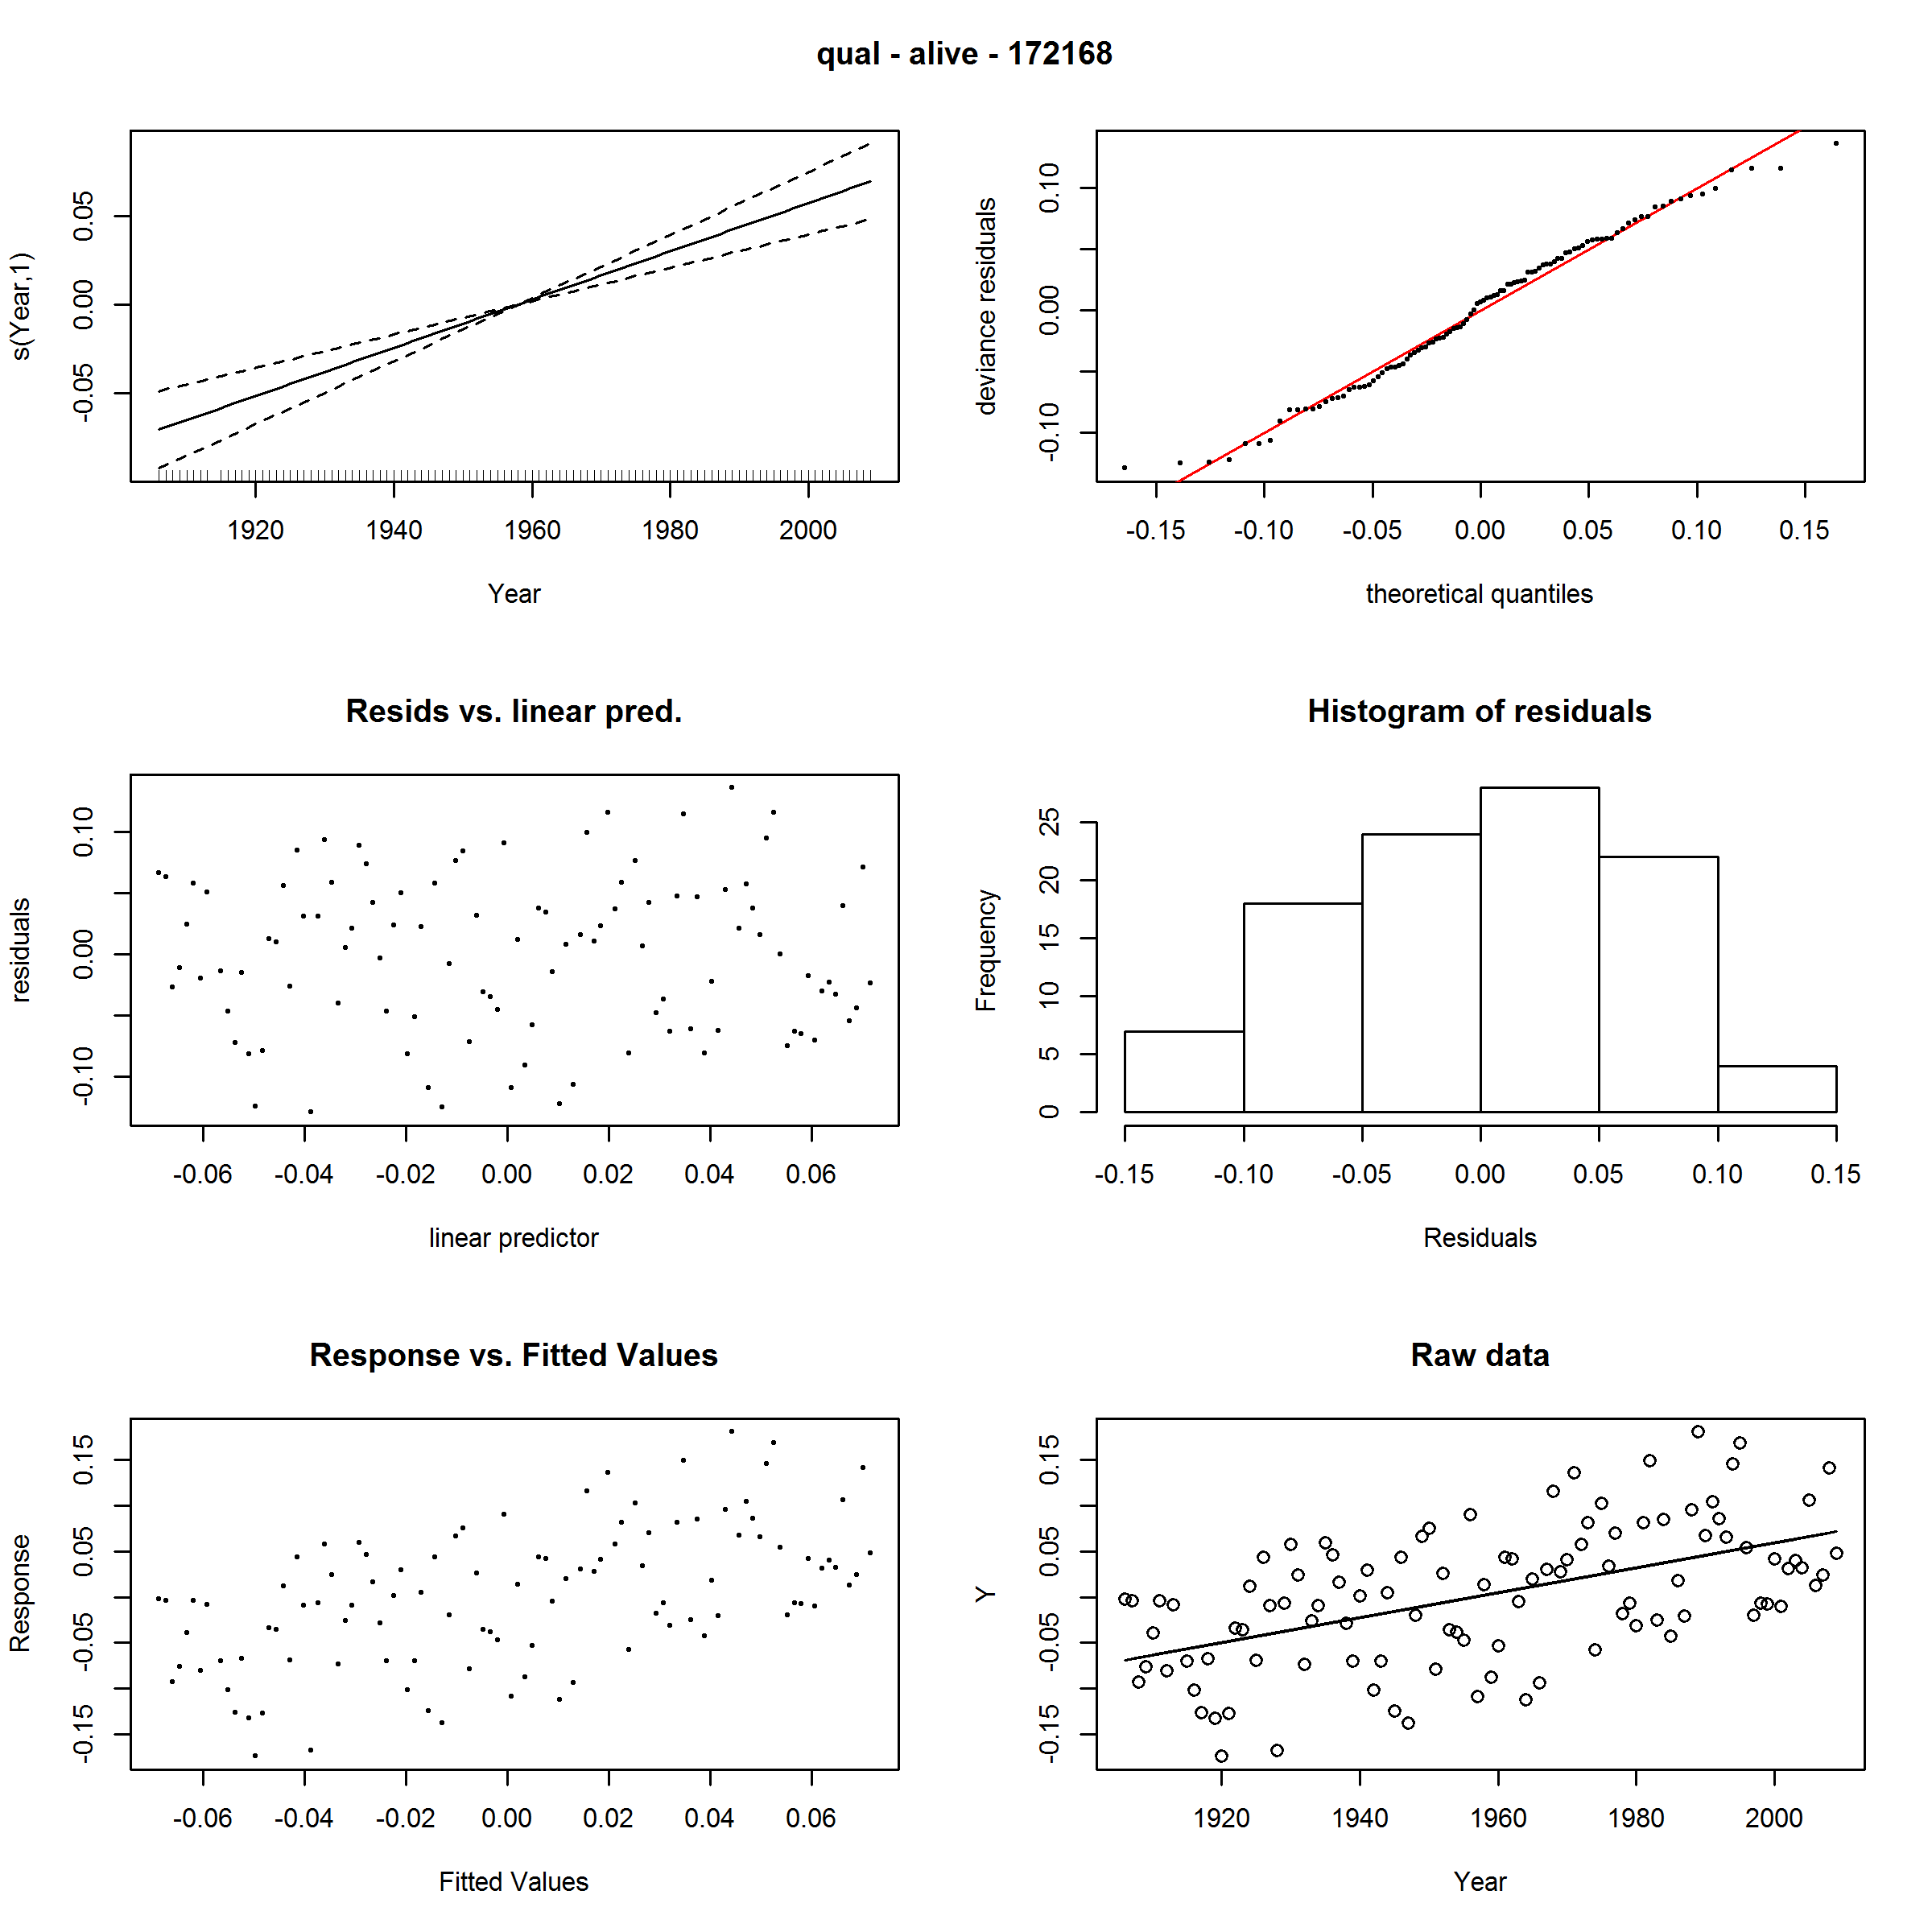 qual - alive - 172168
s(Year,1)
0.05
0.00
-0.05
1920 1940 1960 1980 2000
Year
deviance residuals
0.10
0.00
-0.10
-0.15 -0.10 -0.05 0.00 0.05 0.10 0.15
theoretical quantiles
Resids vs. linear pred.
residuals
0.10
0.00
-0.10
-0.06 -0.04 -0.02 0.00 0.02 0.04 0.06
linear predictor
Histogram of residuals
Frequency
25
20
15
10
5
0
-0.15 -0.10 -0.05 0.00 0.05 0.10 0.15
Residuals
Response vs. Fitted Values
Response
0.15
0.05
-0.05
-0.15
-0.06 -0.04 -0.02 0.00 0.02 0.04 0.06
Fitted Values
Raw data
Y
0.15
0.05
-0.05
-0.15
1920 1940 1960 1980 2000
Year